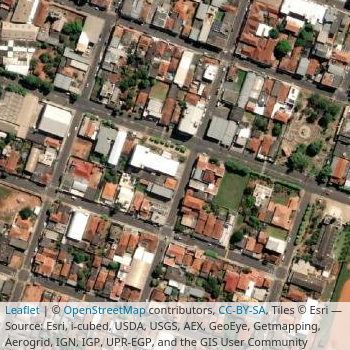 Leaflet | © OpenStreetMap contributors, CC-BY-SA, Tiles © Esri —
Source: Esri, i-cubed, USDA, USGS, AEX, GeoEye, Getmapping,
Aerogrid, IGN, IGP, UPR-EGP, and the GIS User Community